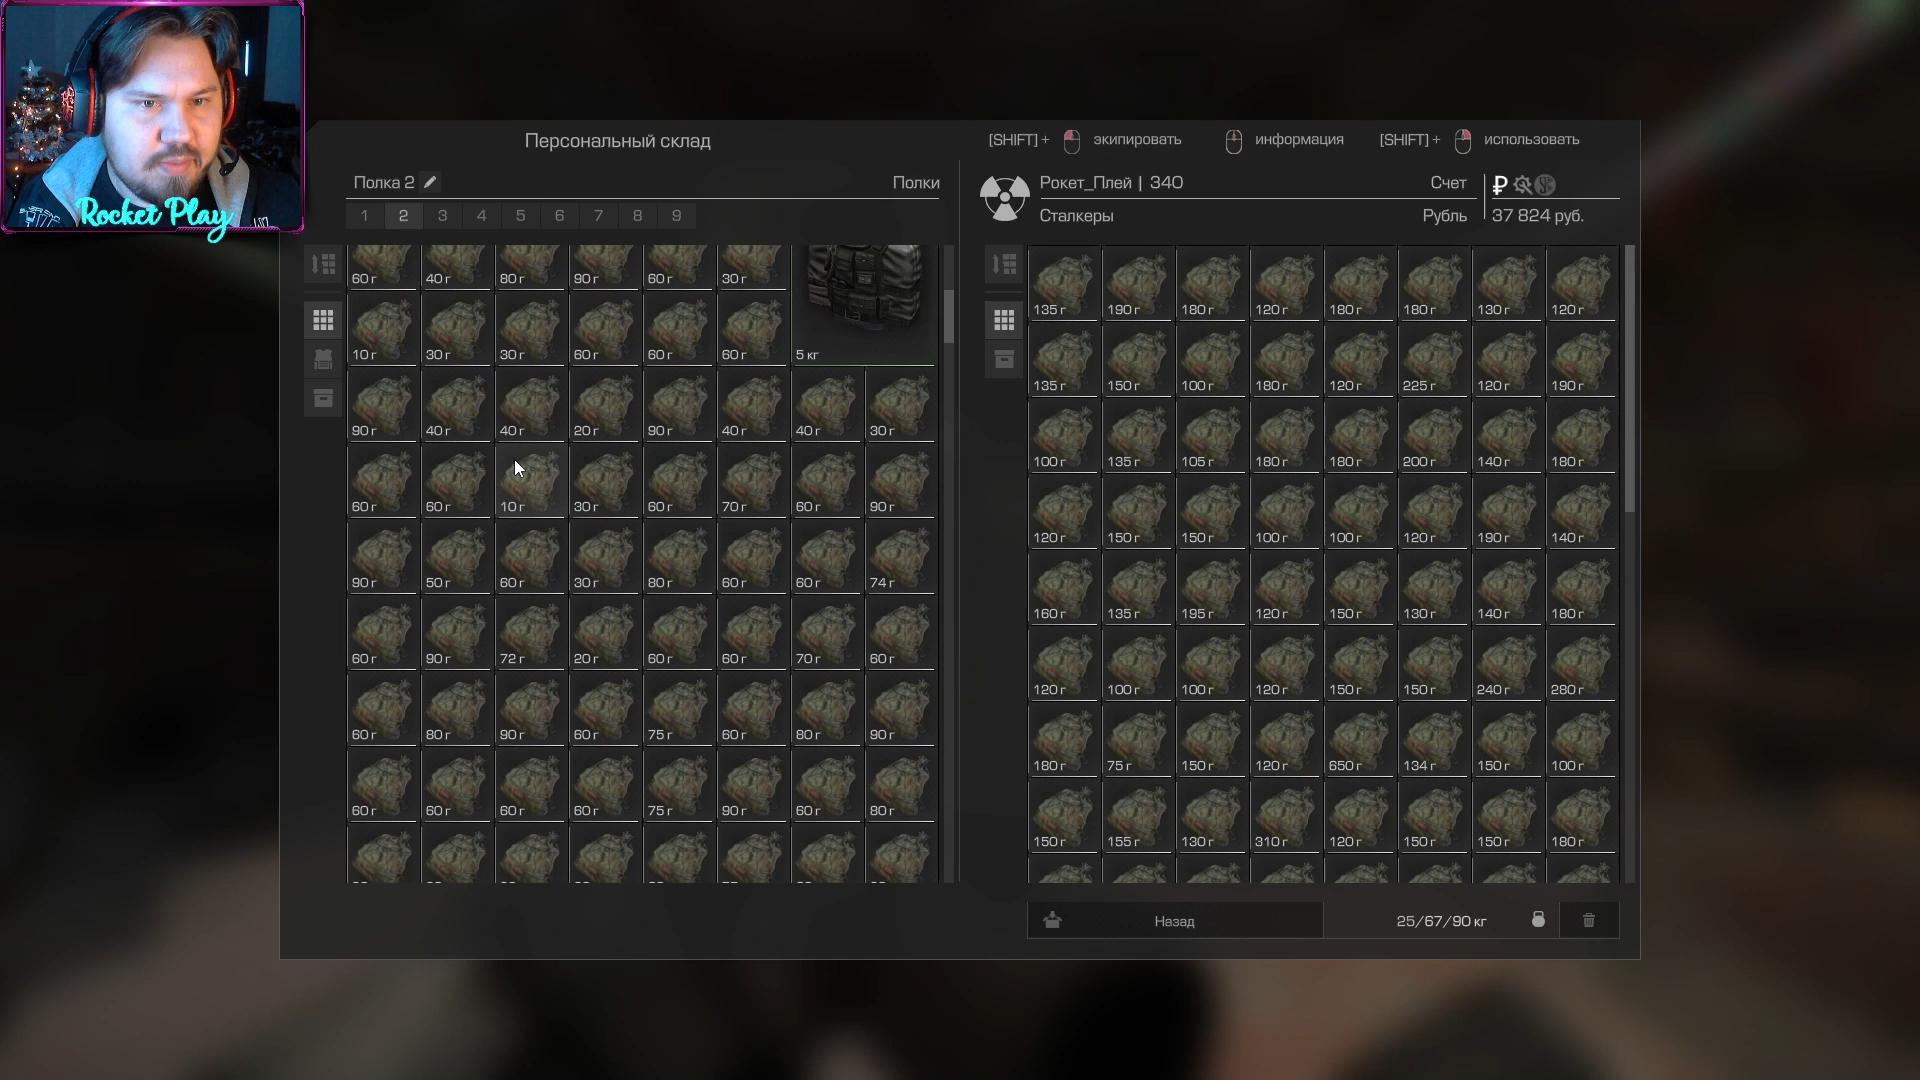 Rocket Play
Персональный склад
[SHIFT] + экипировать информация [SHIFT] + использовать
Полка 2 Полки
1 2 3 4 5 6 7 8 9
Рокет_Плей | 340 Счет
Сталкеры Рубль 37 824 руб.
60 г 40 г 80 г 90 г 60 г 30 г
10 г 30 г 30 г 60 г 60 г 60 г 5 кг
90 г 40 г 40 г 20 г 90 г 40 г 40 г 30 г
60 г 60 г 10 г 30 г 60 г 70 г 60 г 90 г
90 г 50 г 60 г 30 г 80 г 60 г 60 г 74 г
60 г 90 г 72 г 20 г 60 г 60 г 70 г 60 г
60 г 80 г 90 г 60 г 75 г 60 г 80 г 90 г
60 г 60 г 60 г 60 г 75 г 90 г 60 г 80 г
135 г 190 г 180 г 120 г 180 г 180 г 130 г 120 г
135 г 150 г 100 г 180 г 120 г 225 г 120 г 190 г
100 г 135 г 105 г 180 г 180 г 200 г 140 г 180 г
120 г 150 г 150 г 100 г 100 г 120 г 190 г 140 г
160 г 135 г 195 г 120 г 150 г 130 г 140 г 180 г
120 г 100 г 100 г 120 г 150 г 150 г 240 г 280 г
180 г 75 г 150 г 120 г 650 г 134 г 150 г 100 г
150 г 155 г 130 г 310 г 120 г 150 г 150 г 180 г
Назад 25/67/90 кг